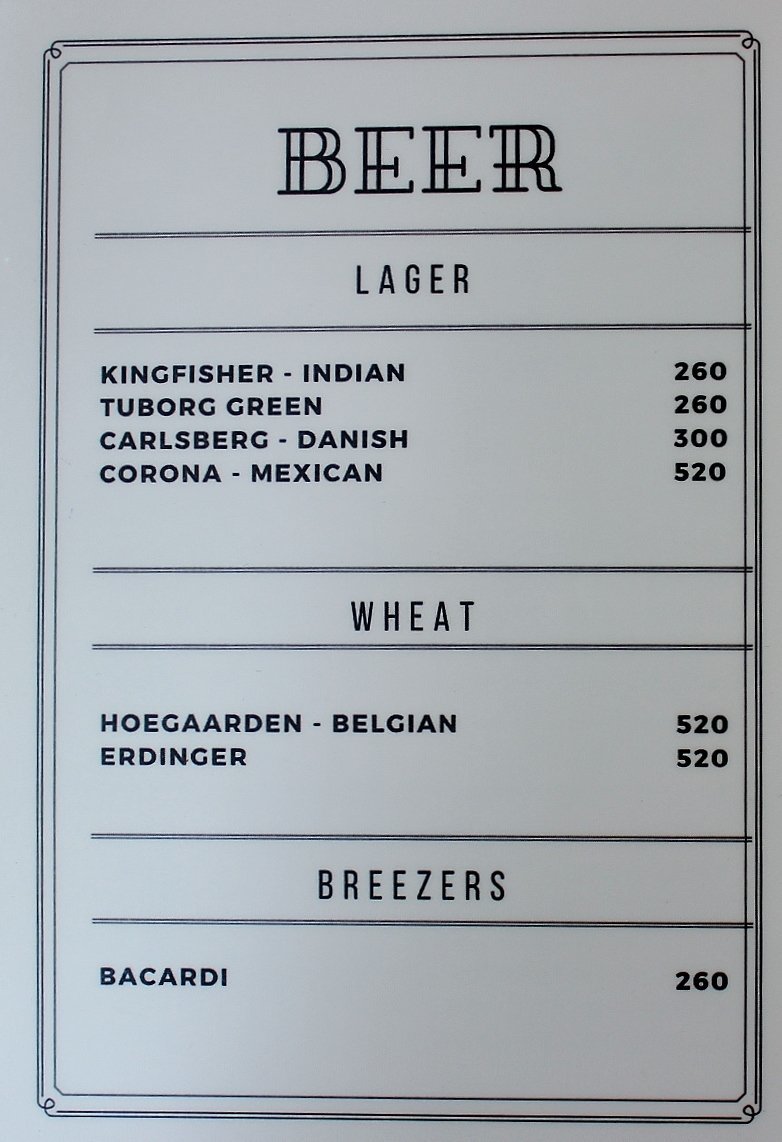 BEER
LAGER
KINGFISHER - INDIAN 260
TUBORG GREEN 260
CARLSBERG - DANISH 300
CORONA - MEXICAN 520
WHEAT
HOEGAARDEN - BELGIAN 520
ERDINGER 520
BREEZERS
BACARDI 260